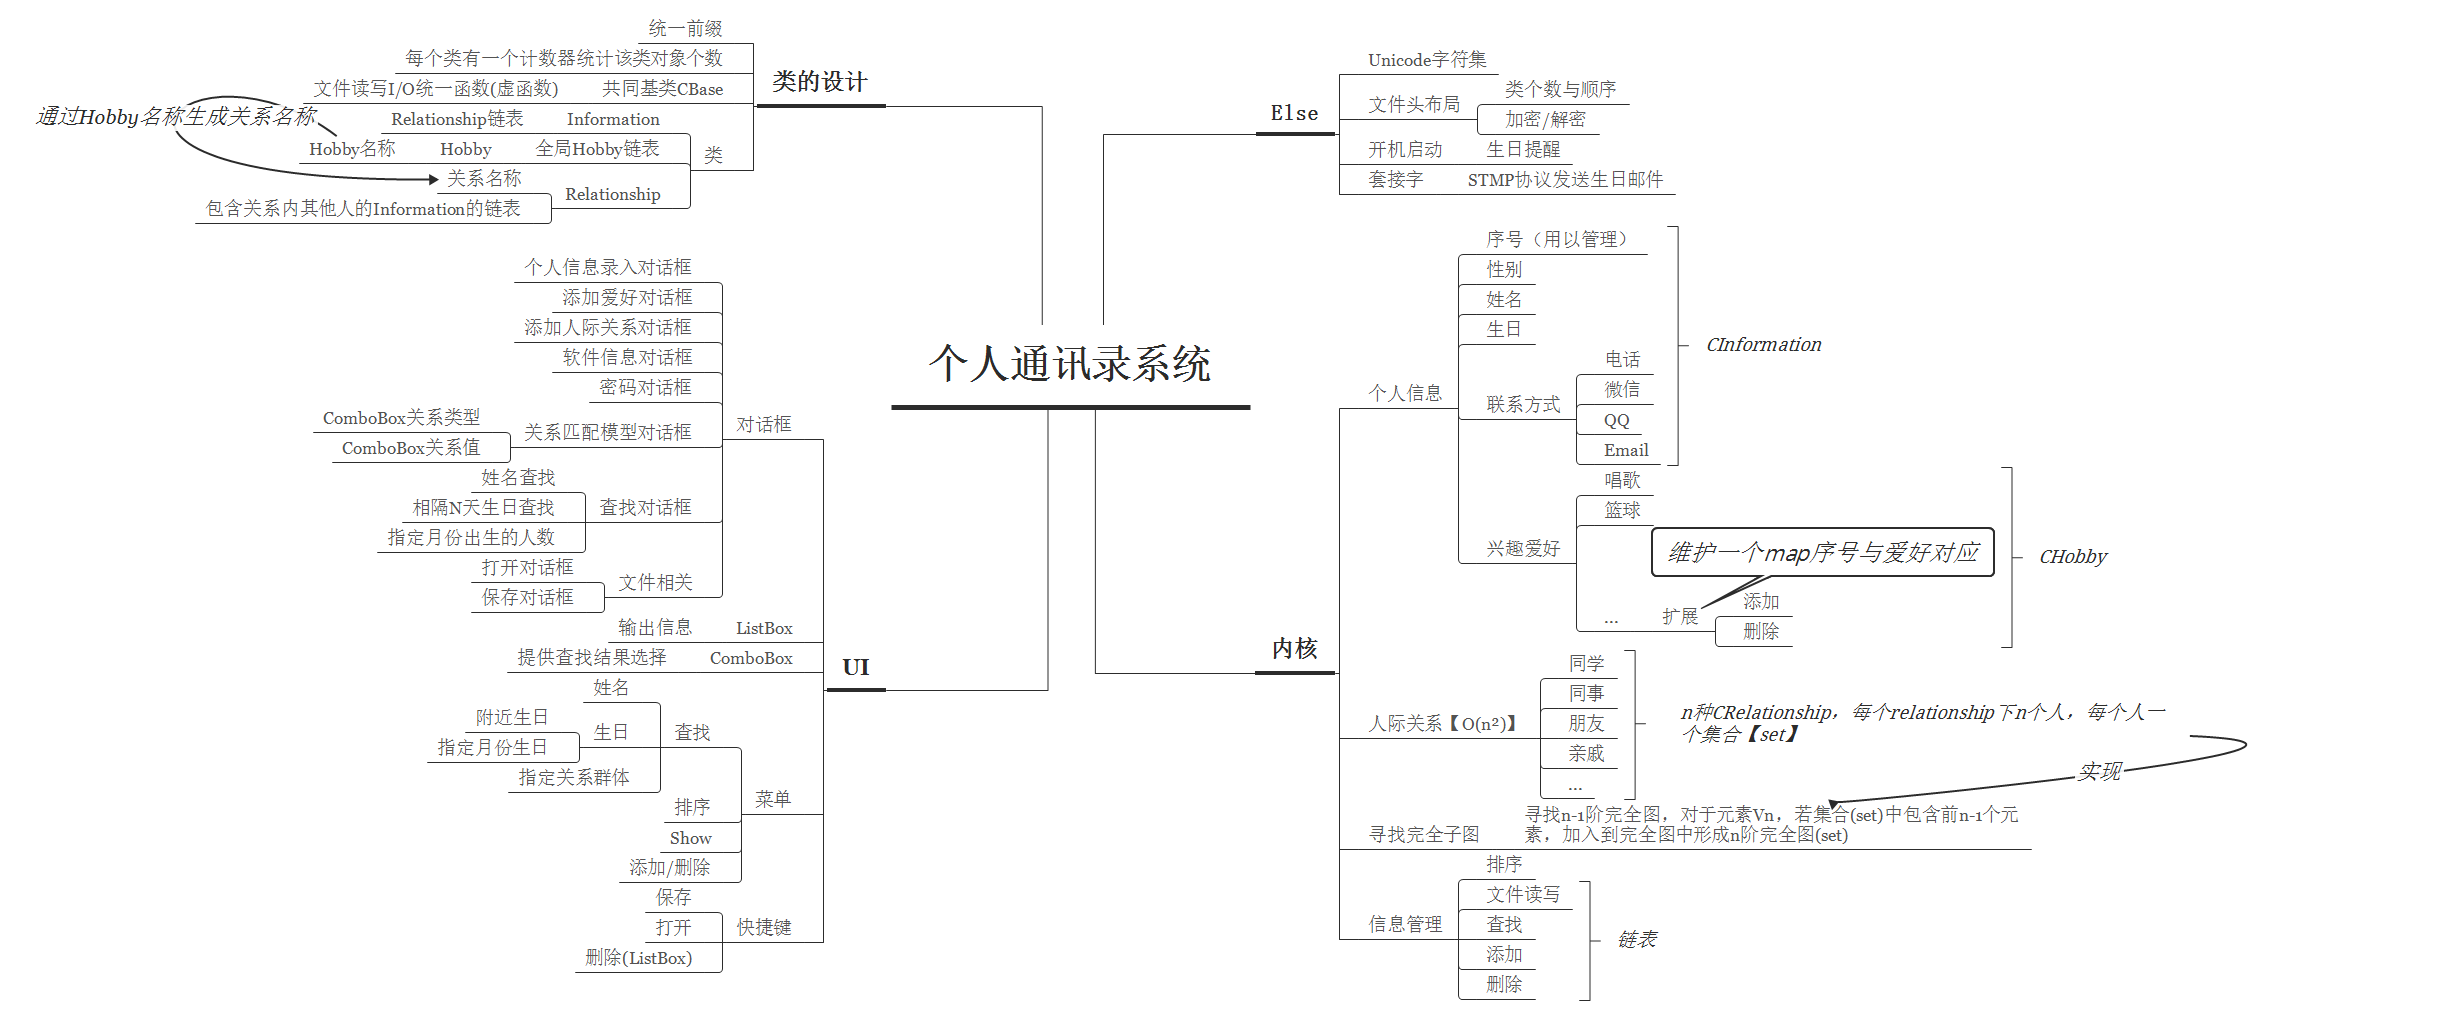 个人通讯录系统
类的设计
统一前缀
每个类有一个计数器统计该类对象个数
共同基类CBase
文件读写I/O统一函数(虚函数)
类
Information
Relationship链表
全局Hobby链表
Hobby
Hobby名称
Relationship
关系名称
包含关系内其他人的Information的链表
通过Hobby名称生成关系名称
UI
对话框
个人信息录入对话框
添加爱好对话框
添加人际关系对话框
软件信息对话框
密码对话框
关系匹配模型对话框
ComboBox关系类型
ComboBox关系值
查找对话框
姓名查找
相隔N天生日查找
指定月份出生的人数
文件相关
打开对话框
保存对话框
ListBox
输出信息
ComboBox
提供查找结果选择
菜单
查找
姓名
生日
附近生日
指定月份生日
指定关系群体
排序
Show
添加/删除
快捷键
保存
打开
删除(ListBox)
Else
Unicode字符集
文件头布局
类个数与顺序
加密/解密
开机启动
生日提醒
套接字
STMP协议发送生日邮件
内核
个人信息
序号（用以管理）
性别
姓名
生日
联系方式
电话
微信
QQ
Email
CInformation
兴趣爱好
唱歌
篮球
...
扩展
添加
删除
维护一个map序号与爱好对应
CHobby
人际关系【O(n²)】
同学
同事
朋友
亲戚
...
n种CRelationship，每个relationship下n个人，每个人一
个集合【set】
实现
寻找完全子图
寻找n-1阶完全图，对于元素Vn，若集合(set)中包含前n-1个元
素，加入到完全图中形成n阶完全图(set)
信息管理
排序
文件读写
查找
添加
删除
链表